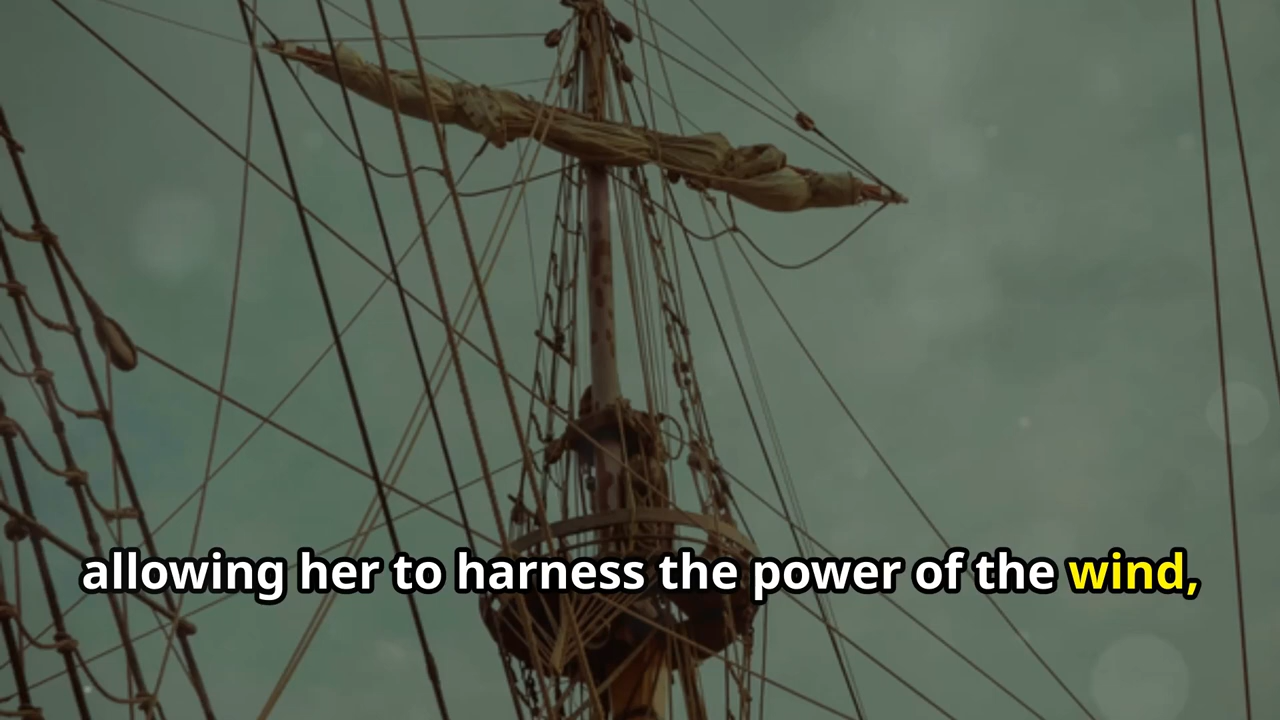 allowing her to harness the power of the wind,